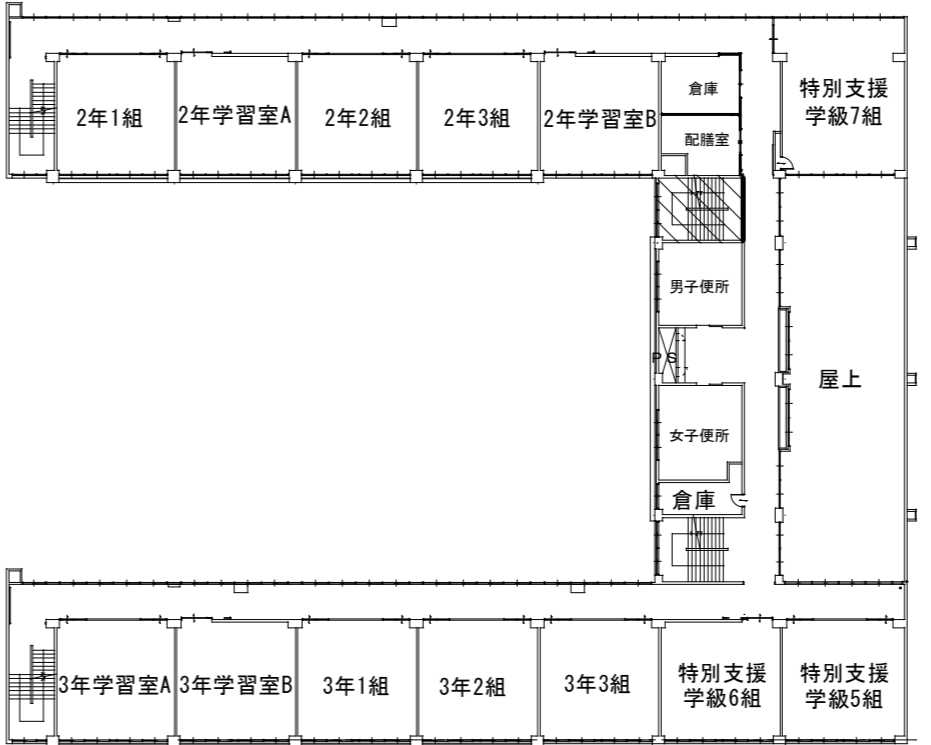 2年1組
2年学習室A
2年2組
2年3組
2年学習室B
倉庫
配膳室
特別支援
学級7組
男子便所
PS
屋上
女子便所
倉庫
3年学習室A
3年学習室B
3年1組
3年2組
3年3組
特別支援
学級6組
特別支援
学級5組